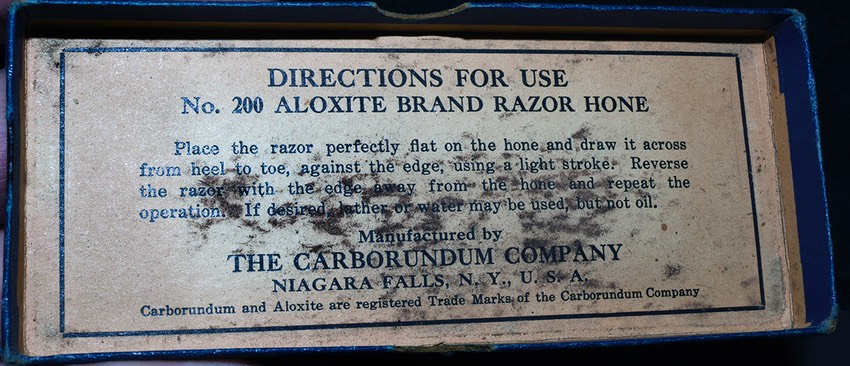 DIRECTIONS FOR USE
No. 200 ALOXITE BRAND RAZOR HONE
Place the razor perfectly flat on the hone and draw it across
from heel to toe, against the edge, using a light stroke. Reverse
the razor with the edge away from the hone and repeat the
operation. If desired, lather or water may be used, but not oil.
Manufactured by
THE CARBORUNDUM COMPANY
NIAGARA FALLS, N. Y., U. S. A.
Carborundum and Aloxite are registered Trade Marks of the Carborundum Company